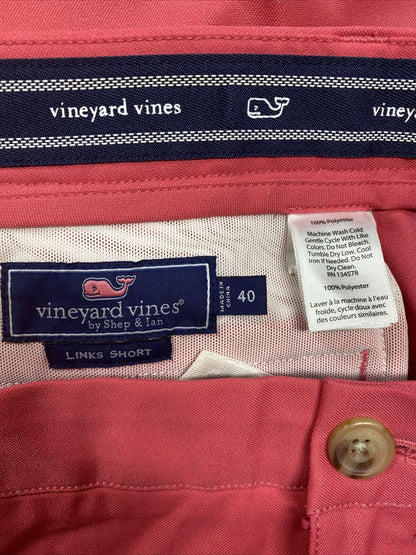 vineyard vines
vineya
100% Polyester
Machine Wash Cold
Gentle Cycle With Like
Colors. Do Not Bleach.
Tumble Dry Low. Cool
Iron if Needed. Do Not
Dry Clean.
RN 134578
100% Polyester
Laver à la machine à l'eau
froide, cycle doux avec des
couleurs similaires.
vineyard vines®
by Shep & Ian
MADE IN
CHINA
40
LINKS SHORT